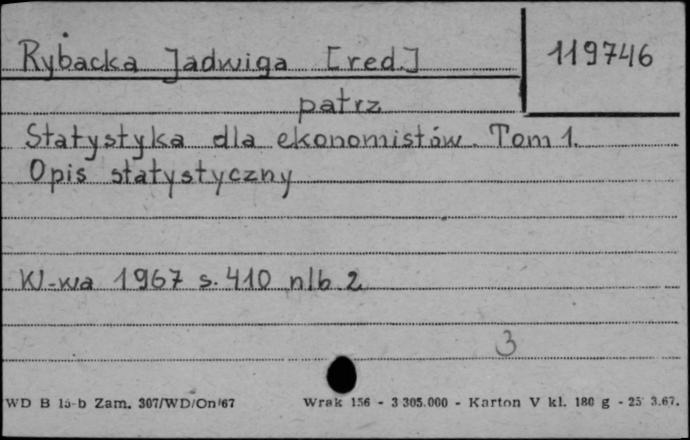 Rybacka Jadwiga [red.]
119746
patrz
Statystyka dla ekonomistów. Tom 1.
Opis statystyczny
W-wa 1967 s. 410 nlb. 2
3
WD B 15-b Zam. 307/WD/On/67 Wrak 156 - 3 305.000 - Karton V kl. 180 g - 25 3.67.